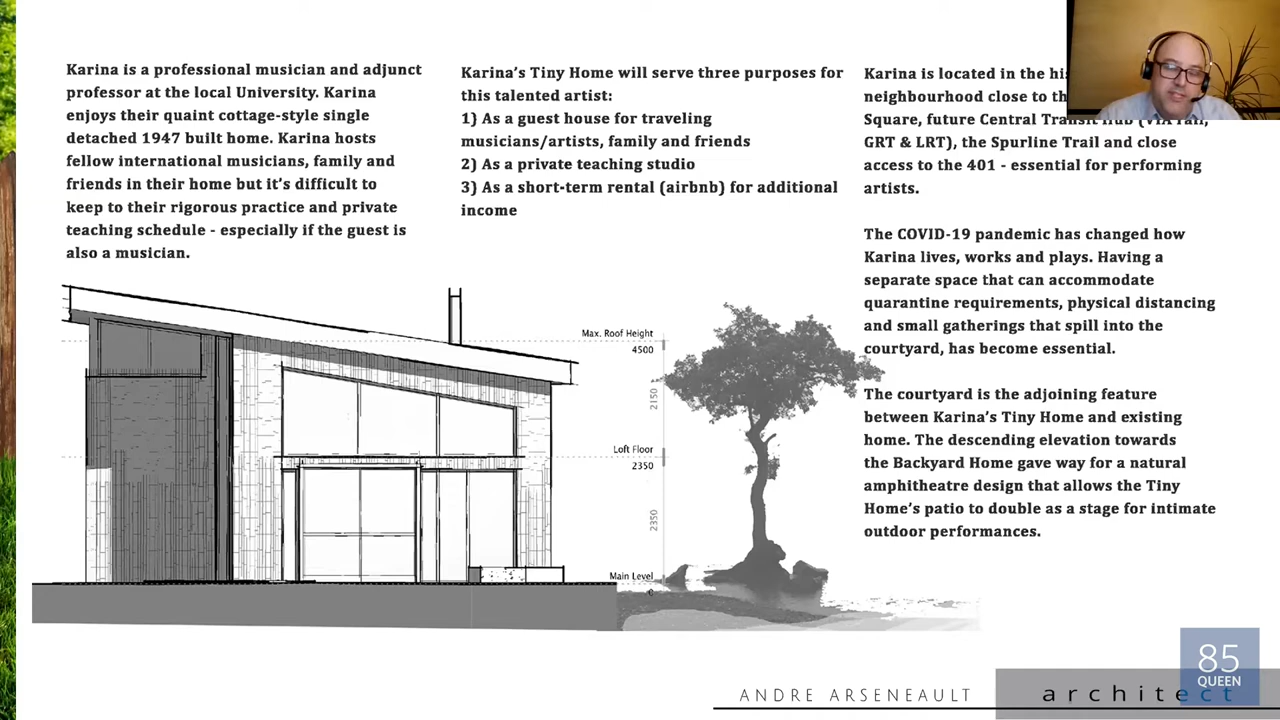 Karina is a professional musician and adjunct
professor at the local University. Karina
enjoys their quaint cottage-style single
detached 1947 built home. Karina hosts
fellow international musicians, family and
friends in their home but it's difficult to
keep to their rigorous practice and private
teaching schedule - especially if the guest is
also a musician.
Karina's Tiny Home will serve three purposes for
this talented artist:
1) As a guest house for traveling
musicians/artists, family and friends
2) As a private teaching studio
3) As a short-term rental (airbnb) for additional
income
Karina is located in the
neighbourhood close to
Square, future Central Transit Hub (VIA rail,
GRT & LRT), the Spurline Trail and close
access to the 401 - essential for performing
artists.
The COVID-19 pandemic has changed how
Karina lives, works and plays. Having a
separate space that can accommodate
quarantine requirements, physical distancing
and small gatherings that spill into the
courtyard, has become essential.
The courtyard is the adjoining feature
between Karina's Tiny Home and existing
home. The descending elevation towards
the Backyard Home gave way for a natural
amphitheatre design that allows the Tiny
Home's patio to double as a stage for intimate
outdoor performances.
Max. Roof Height
4500
2150
Loft Floor
2350
2350
Main Level
85
QUEEN
ANDRE ARSENEAULT architect